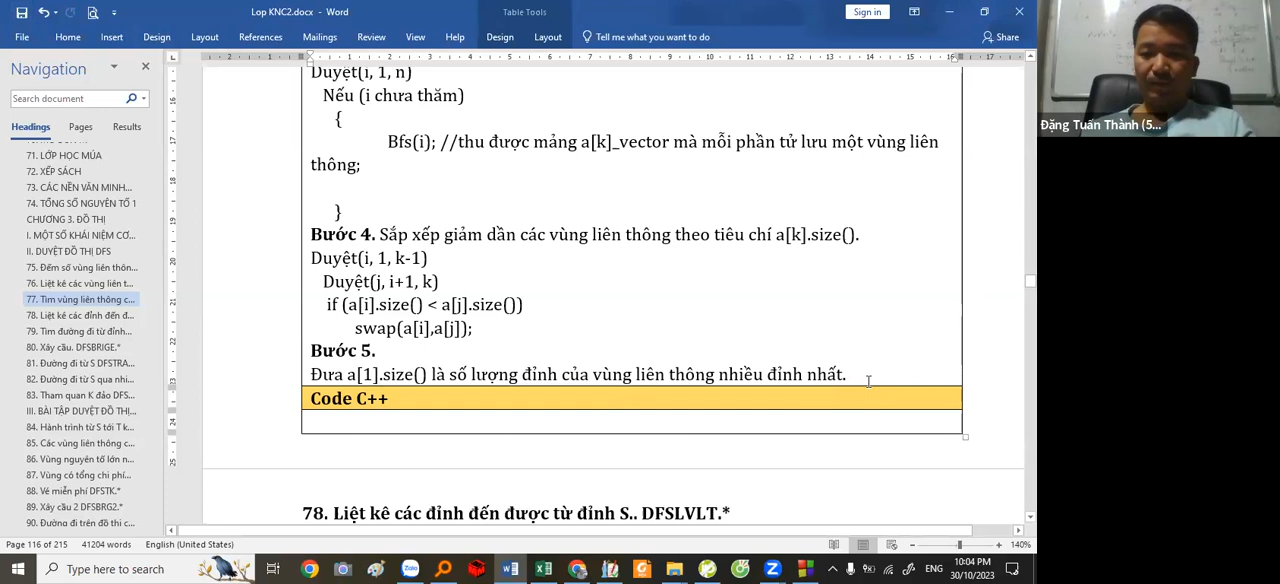 Lop KNC2.docx - Word
Table Tools
Sign in
File
Home
Insert
Design
Layout
References
Mailings
Review
View
Help
Design
Layout
Tell me what you want to do
Share
Navigation
Search document
Headings
Pages
Results
71. LỚP HỌC MÚA
72. XẾP SÁCH
73. CÁC NỀN VĂN MINH...
74. TỔNG SỐ NGUYÊN TỐ 1
CHƯƠNG 3. ĐỒ THỊ
I. MỘT SỐ KHÁI NIỆM CƠ...
II. DUYỆT ĐỒ THỊ DFS
75. Đếm số vùng liên thôn...
76. Liệt kê các vùng liên t...
77. Tìm vùng liên thông c...
78. Liệt kê các đỉnh đến đ...
79. Tìm đường đi từ đỉnh...
80. Xây cầu. DFSBRIGE.*
81. Đường đi từ S DFSTRA...
82. Đường đi từ S qua nhi...
83. Tham quan K đảo DFS...
III. BÀI TẬP DUYỆT ĐỒ TH...
84. Hành trình từ S tới T k...
85. Các vùng liên thông c...
86. Vùng nguyên tố lớn n...
87. Vùng có tổng chi phí...
88. Vé miễn phí DFSTK.*
89. Xây cầu 2 DFSBRG2.*
90. Đường đi trên đồ thị c...
Duyệt(i, 1, n)
Nếu (i chưa thăm)
{
Bfs(i); //thu được mảng a[k]_vector mà mỗi phần tử lưu một vùng liên
thông;
}
Bước 4. Sắp xếp giảm dần các vùng liên thông theo tiêu chí a[k].size().
Duyệt(i, 1, k-1)
Duyệt(j, i+1, k)
if (a[i].size() < a[j].size())
swap(a[i],a[j]);
Bước 5.
Đưa a[1].size() là số lượng đỉnh của vùng liên thông nhiều đỉnh nhất.
Code C++
78. Liệt kê các đỉnh đến được từ đỉnh S.. DFSLVLT.*
Đặng Tuấn Thành (5...
Page 116 of 215
41204 words
English (United States)
140%
Type here to search
ENG
10:04 PM
30/10/2023